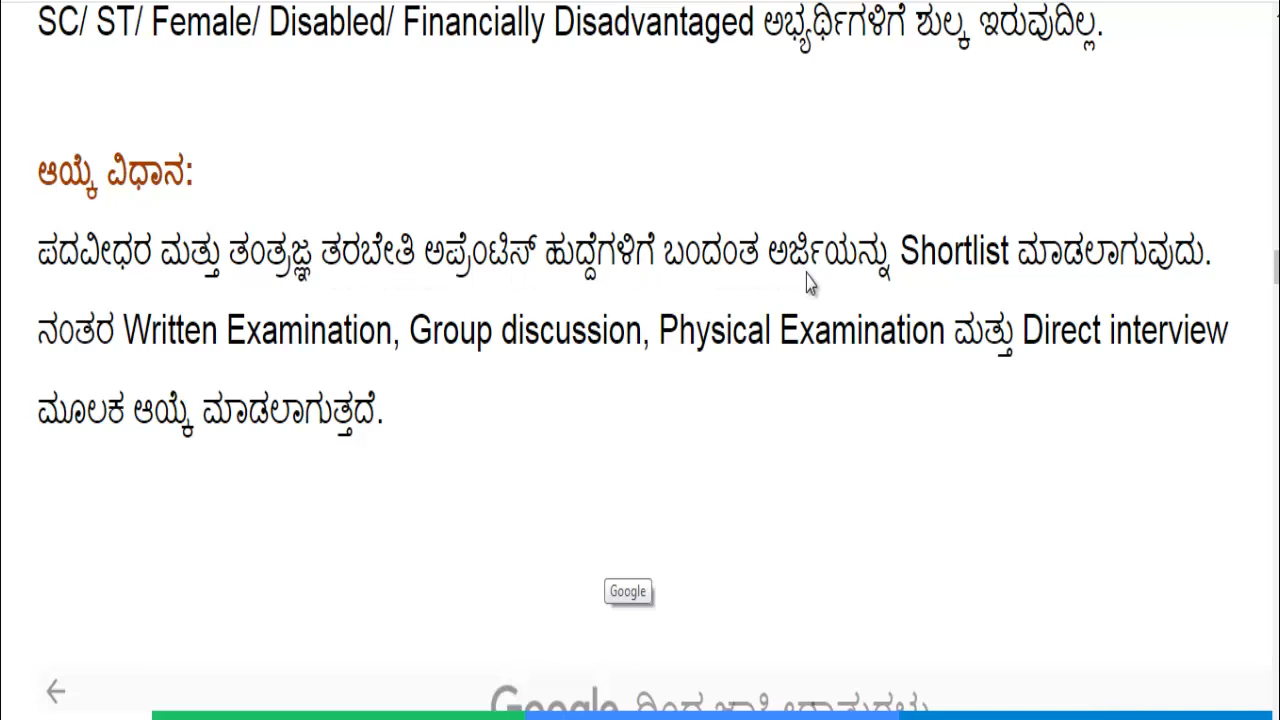 SC/ ST/ Female/ Disabled/ Financially Disadvantaged ಅಭ್ಯರ್ಥಿಗಳಿಗೆ ಶುಲ್ಕ ಇರುವುದಿಲ್ಲ.
ಆಯ್ಕೆ ವಿಧಾನ:
ಪದವೀಧರ ಮತ್ತು ತಂತ್ರಜ್ಞ ತರಬೇತಿ ಅಪ್ರೆಂಟಿಸ್ ಹುದ್ದೆಗಳಿಗೆ ಬಂದಂತ ಅರ್ಜಿಯನ್ನು Shortlist ಮಾಡಲಾಗುವುದು.
ನಂತರ Written Examination, Group discussion, Physical Examination ಮತ್ತು Direct interview
ಮೂಲಕ ಆಯ್ಕೆ ಮಾಡಲಾಗುತ್ತದೆ.
Google
Google